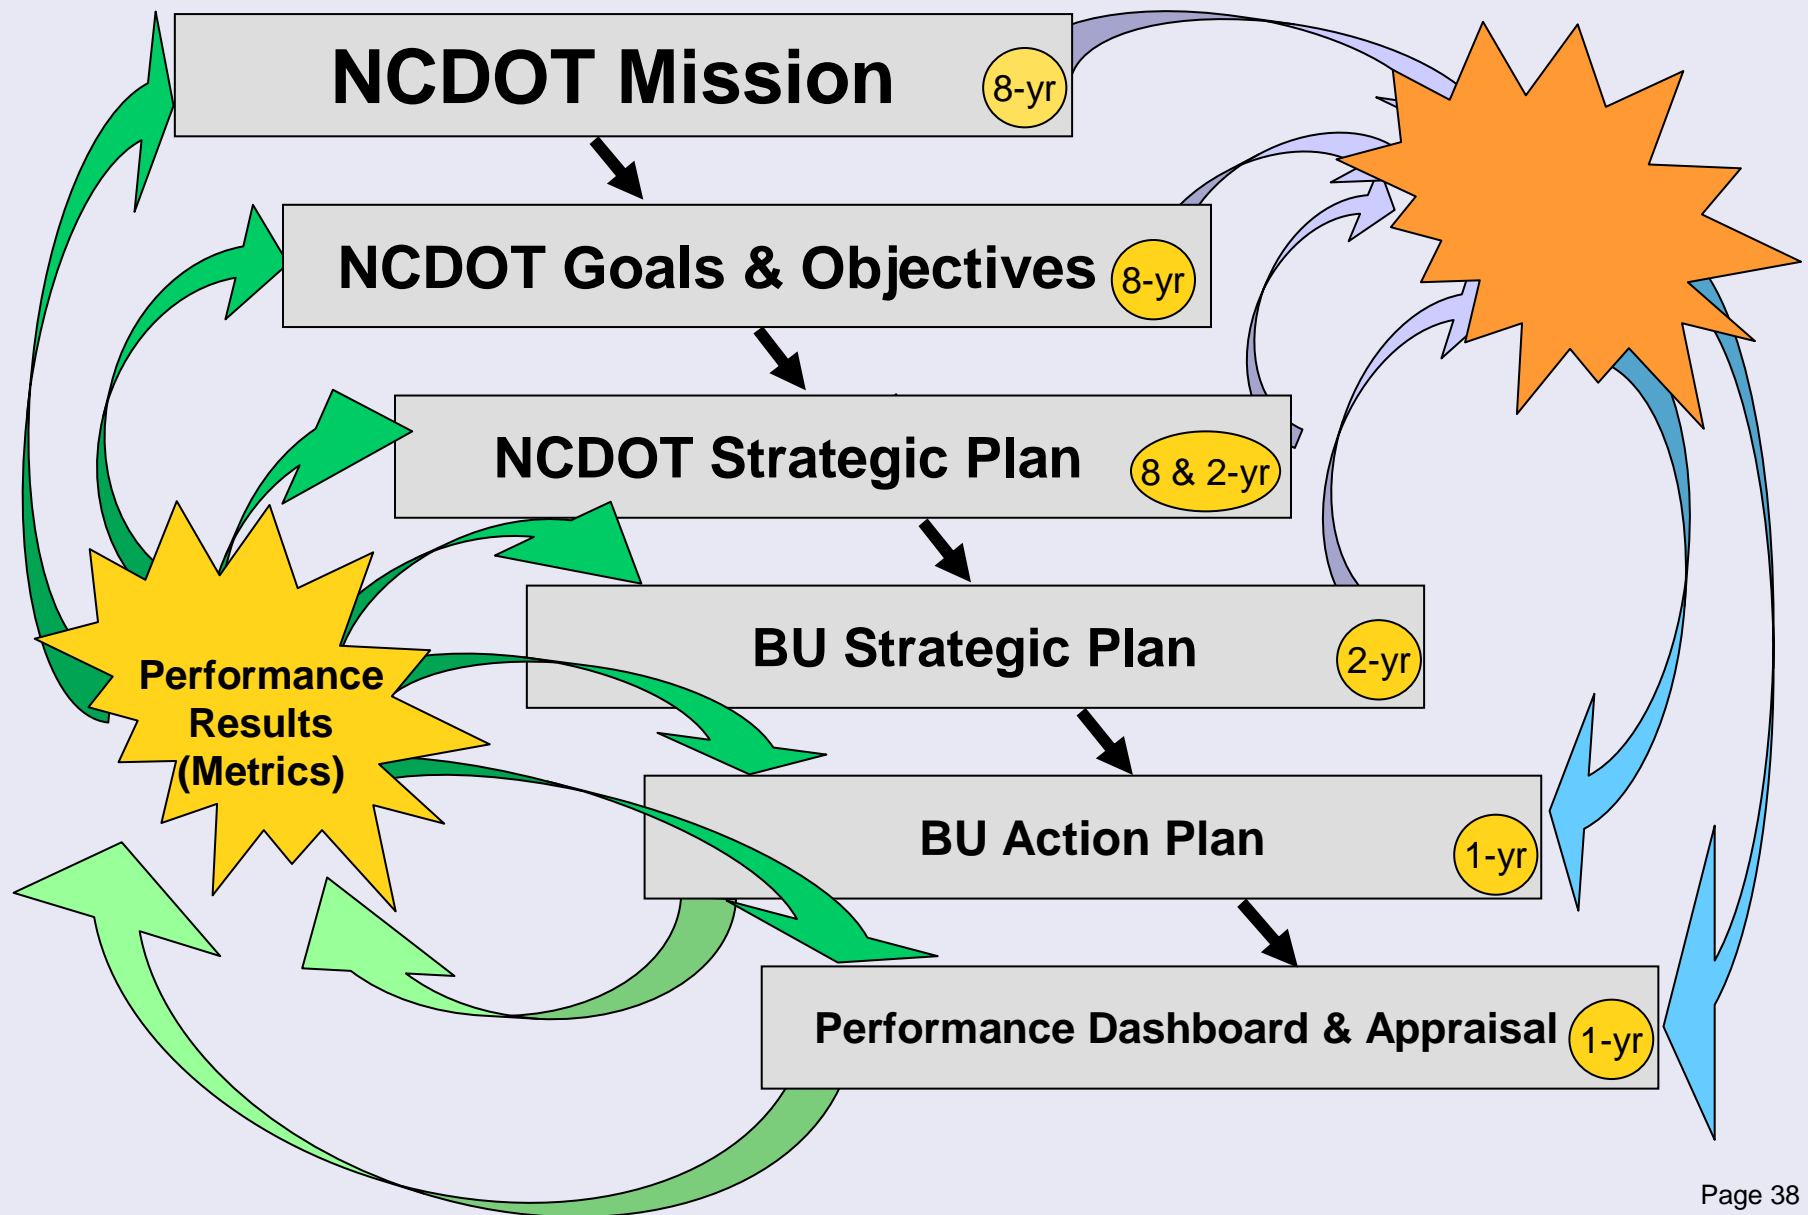 NCDOT Mission
8-yr
NCDOT Goals & Objectives
8-yr
NCDOT Strategic Plan
8 & 2-yr
BU Strategic Plan
2-yr
Performance
Results
(Metrics)
BU Action Plan
1-yr
Performance Dashboard & Appraisal
1-yr
Page 38